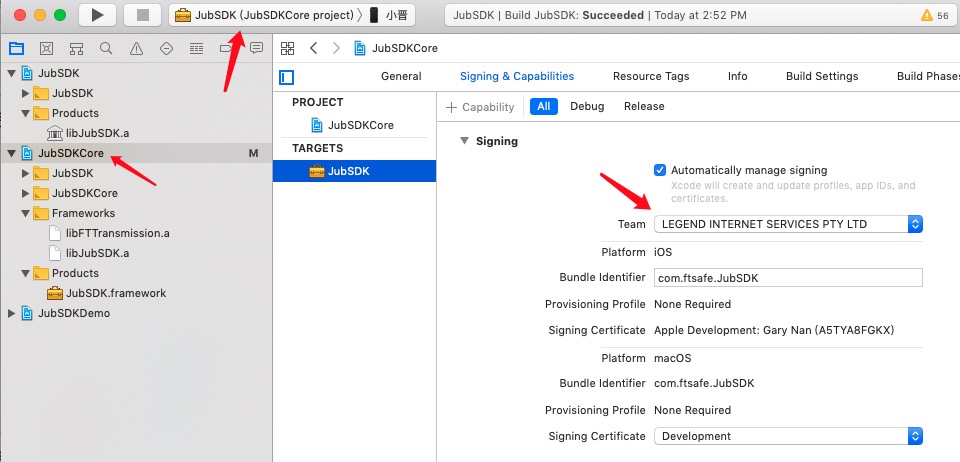 JubSDK (JubSDKCore project) 〉 小晋
JubSDK | Build JubSDK: Succeeded | Today at 2:52 PM
56
JubSDK
JubSDK
Products
libJubSDK.a
JubSDKCore
M
JubSDK
JubSDKCore
Frameworks
libFTTransmission.a
libJubSDK.a
Products
JubSDK.framework
JubSDKDemo
JubSDKCore
General
Signing & Capabilities
Resource Tags
Info
Build Settings
Build Phases
PROJECT
JubSDKCore
TARGETS
JubSDK
+ Capability
All
Debug
Release
Signing
Automatically manage signing
Xcode will create and update profiles, app IDs, and
certificates.
Team LEGEND INTERNET SERVICES PTY LTD
Platform iOS
Bundle Identifier com.ftsafe.JubSDK
Provisioning Profile None Required
Signing Certificate Apple Development: Gary Nan (A5TYA8FGKX)
Platform macOS
Bundle Identifier com.ftsafe.JubSDK
Provisioning Profile None Required
Signing Certificate Development